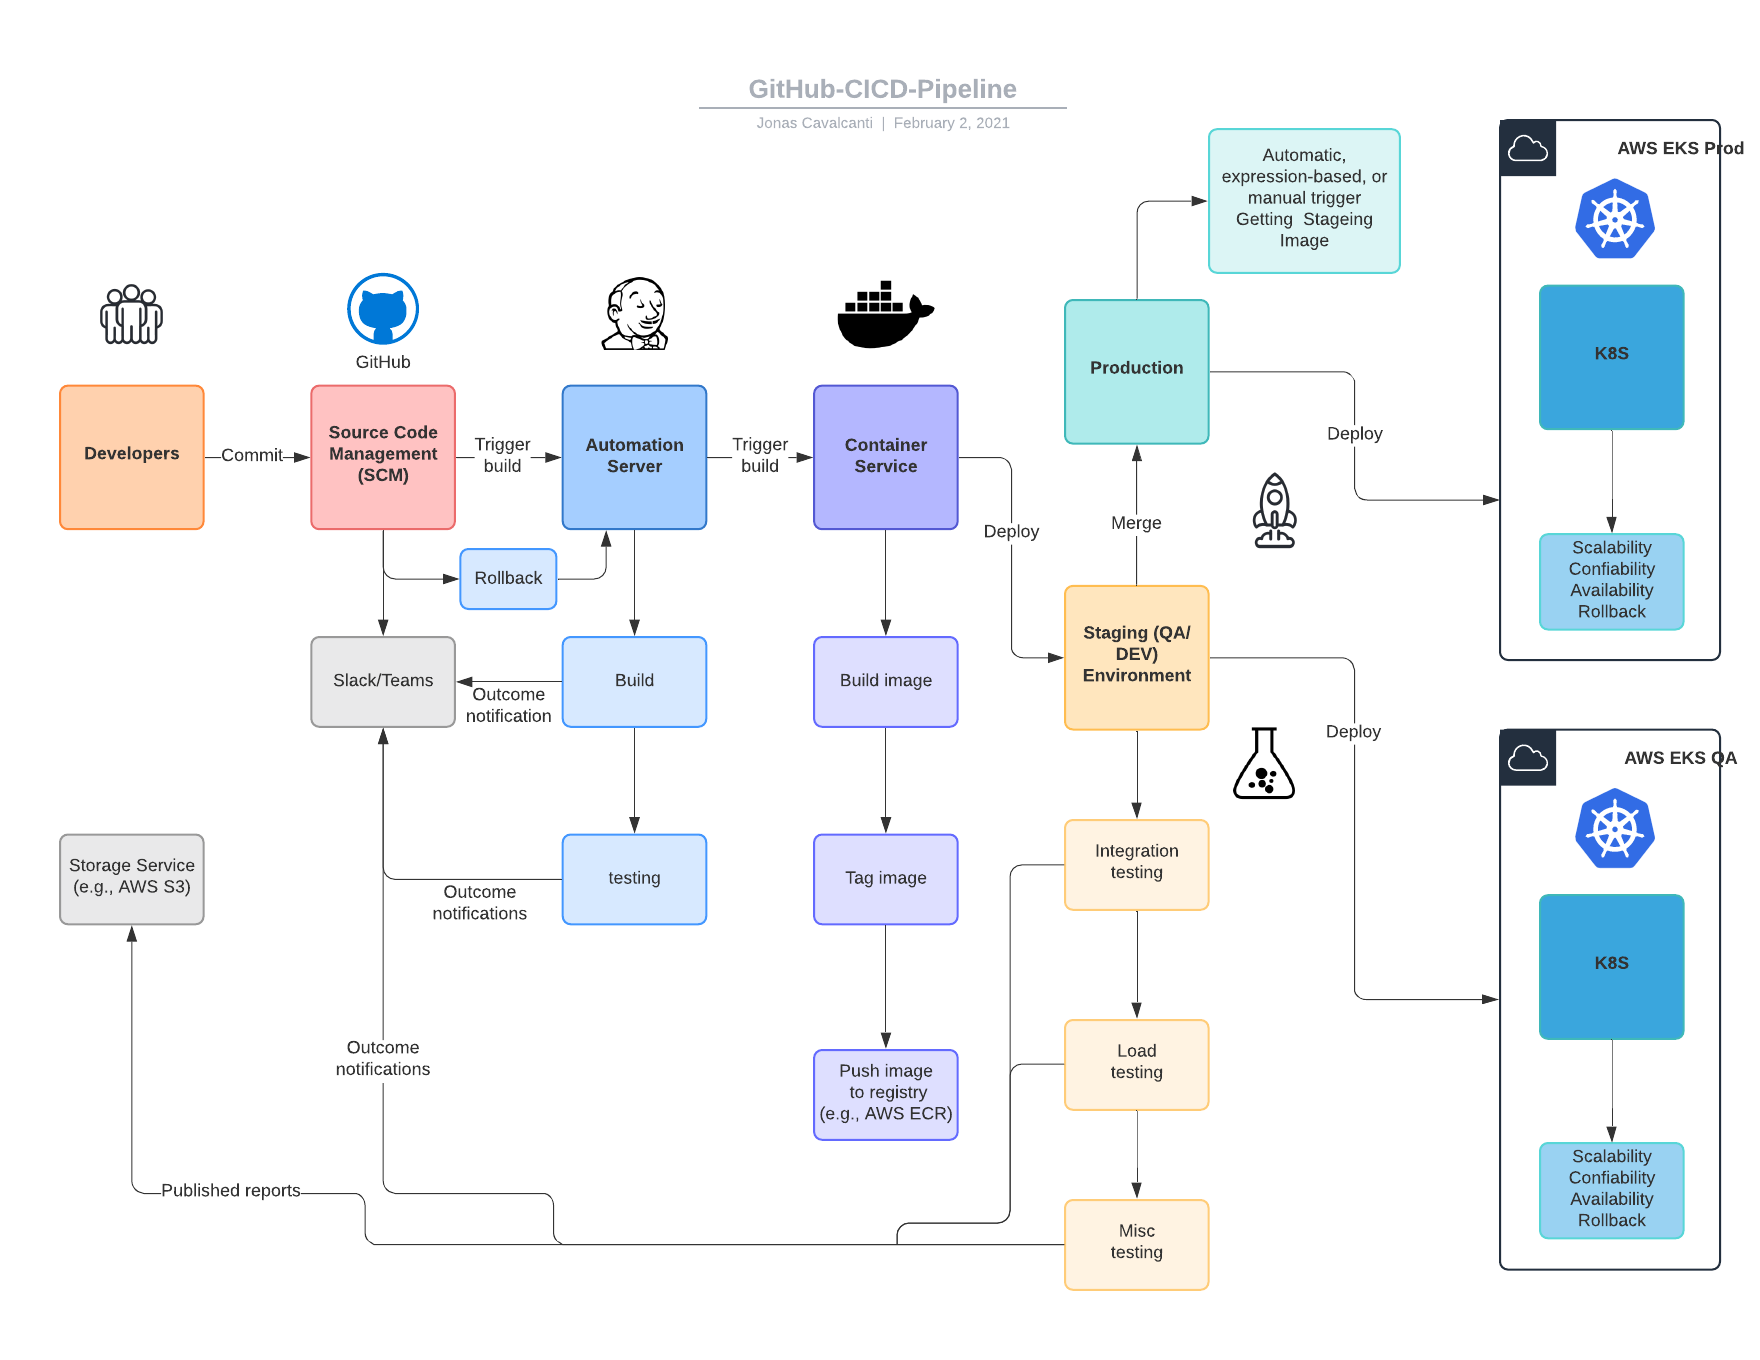 GitHub-CICD-Pipeline
Jonas Cavalcanti | February 2, 2021
Automatic,
expression-based, or
manual trigger
Getting Stageing
Image
AWS EKS Prod
GitHub
Developers
Commit
Source Code
Management
(SCM)
Trigger
build
Automation
Server
Trigger
build
Container
Service
Production
Deploy
K8S
Deploy
Merge
Rollback
Scalability
Confiability
Availability
Rollback
Slack/Teams
Outcome
notification
Build
Build image
Staging (QA/
DEV)
Environment
Deploy
AWS EKS QA
Storage Service
(e.g., AWS S3)
Outcome
notifications
testing
Tag image
Integration
testing
K8S
Outcome
notifications
Push image
to registry
(e.g., AWS ECR)
Load
testing
Published reports
Misc
testing
Scalability
Confiability
Availability
Rollback